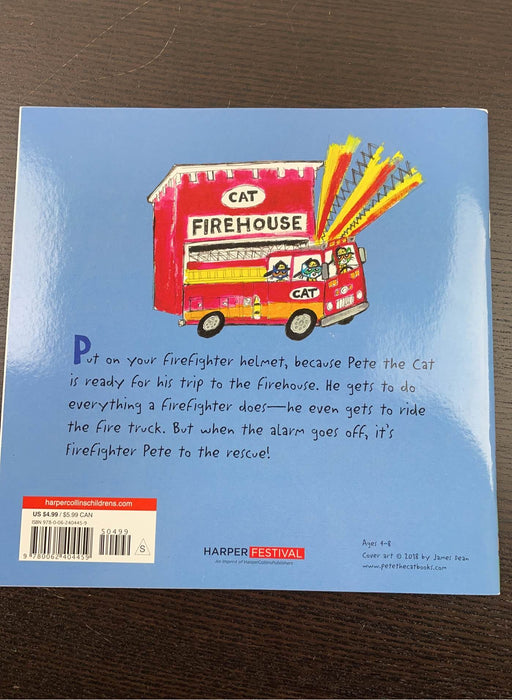 CAT
FIREHOUSE
CAT
Put on your firefighter helmet, because Pete the Cat
is ready for his trip to the firehouse. He gets to do
everything a firefighter does—he even gets to ride
the fire truck. But when the alarm goes off, it's
Firefighter Pete to the rescue!
harpercollinschildrens.com
US $4.99 / $5.99 CAN
ISBN 978-0-06-240445-9
50499
S
9 780062 404459
HARPER FESTIVAL
An Imprint of HarperCollinsPublishers
Ages 4–8
Cover art © 2018 by James Dean
www.petethecatbooks.com